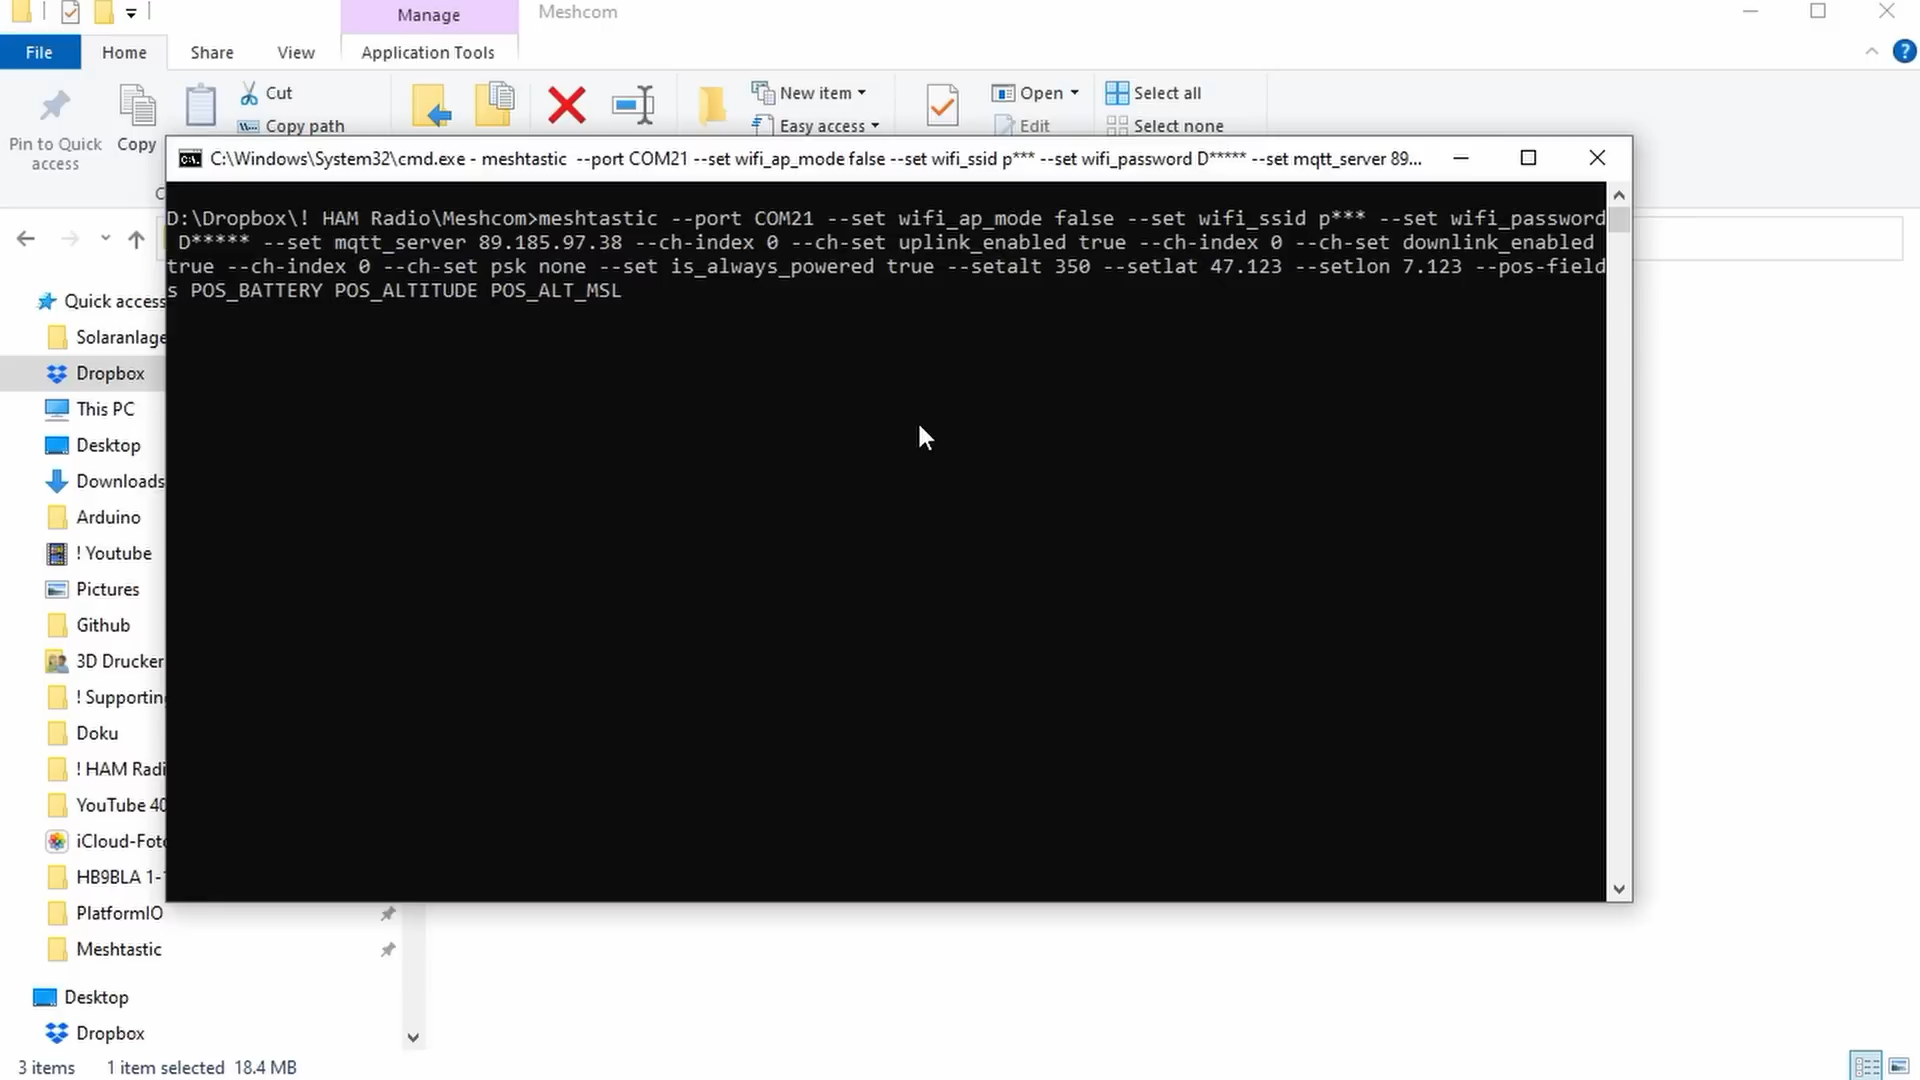 Manage
Meshcom
File
Home
Share
View
Application Tools
Pin to Quick
access
Copy
Cut
Copy path
New item
Easy access
Open
Edit
Select all
Select none
C:\Windows\System32\cmd.exe - meshtastic --port COM21 --set wifi_ap_mode false --set wifi_ssid p*** --set wifi_password D***** --set mqtt_server 89...
D:\Dropbox\! HAM Radio\Meshcom>meshtastic --port COM21 --set wifi_ap_mode false --set wifi_ssid p*** --set wifi_password
D***** --set mqtt_server 89.185.97.38 --ch-index 0 --ch-set uplink_enabled true --ch-index 0 --ch-set downlink_enabled
true --ch-index 0 --ch-set psk none --set is_always_powered true --setalt 350 --setlat 47.123 --setlon 7.123 --pos-field
s POS_BATTERY POS_ALTITUDE POS_ALT_MSL
Quick access
Solaranlage
Dropbox
This PC
Desktop
Downloads
Arduino
! Youtube
Pictures
Github
3D Drucker
! Supporting
Doku
! HAM Radi
YouTube 40
iCloud-Foto
HB9BLA 1-
PlatformIO
Meshtastic
Desktop
Dropbox
3 items 1 item selected 18.4 MB